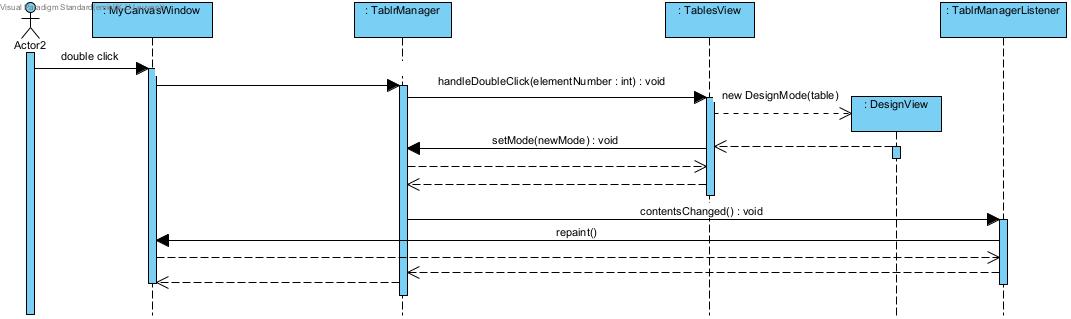 Visual Paradigm Standard
: MyCanvasWindow
: TablrManager
: TablesView
: TablrManagerListener
Actor2
double click
handleDoubleClick(elementNumber : int) : void
new DesignMode(table)
: DesignView
setMode(newMode) : void
contentsChanged() : void
repaint()